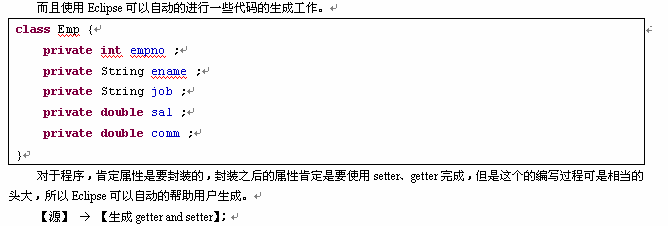 而且使用 Eclipse 可以自动的进行一些代码的生成工作。
class Emp {
private int empno ;
private String ename ;
private String job ;
private double sal ;
private double comm ;
}
对于程序，肯定属性是要封装的，封装之后的属性肯定是要使用 setter、getter 完成，但是这个的编写过程可是相当的
头大，所以 Eclipse 可以自动的帮助用户生成。
【源】 → 【生成 getter and setter】；